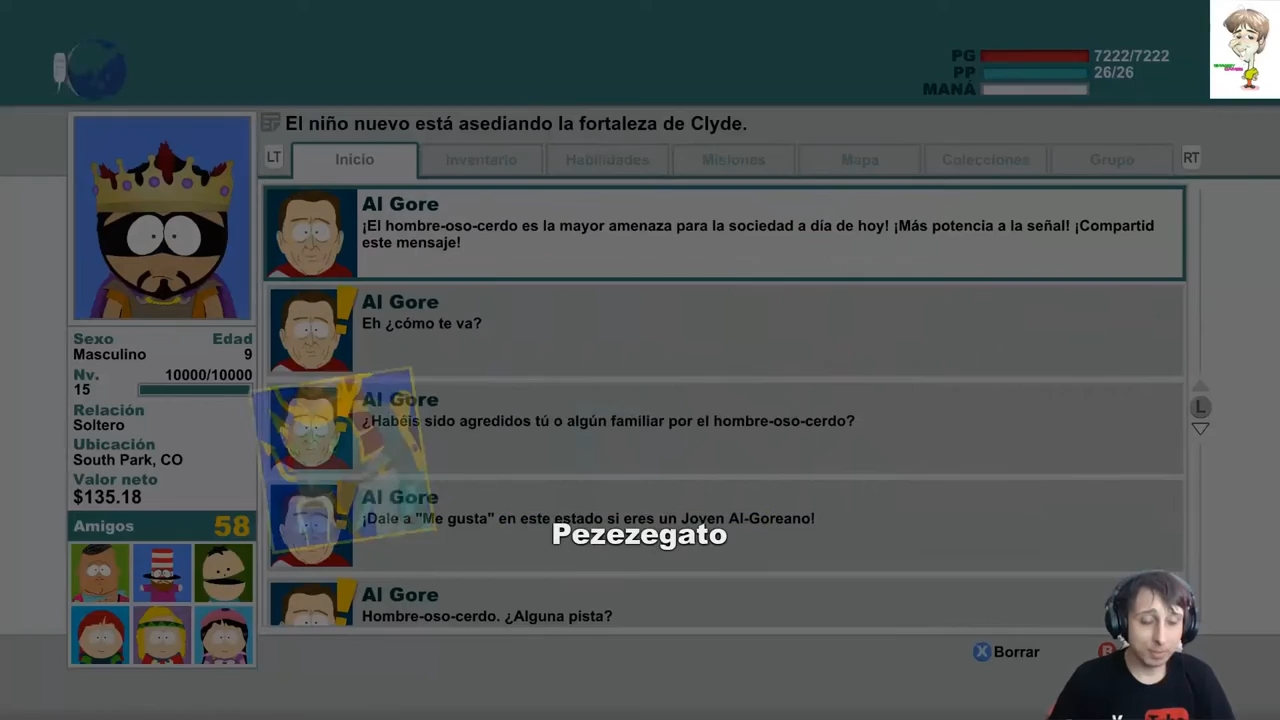 PG 7222/7222
PP 26/26
MANÁ
El niño nuevo está asediando la fortaleza de Clyde.
LT Inicio Inventario Habilidades Misiones Mapa Colecciones Grupo RT
Al Gore
¡El hombre-oso-cerdo es la mayor amenaza para la sociedad a día de hoy! ¡Más potencia a la señal! ¡Compartid
este mensaje!
Al Gore
Eh ¿cómo te va?
Al Gore
¿Habéis sido agredidos tú o algún familiar por el hombre-oso-cerdo?
Al Gore
¡Dale a "Me gusta" en este estado si eres un Joven Al-Goreano!
Al Gore
Hombre-oso-cerdo. ¿Alguna pista?
Sexo Edad
Masculino 9
Nv. 10000/10000
15
Relación
Soltero
Ubicación
South Park, CO
Valor neto
$135.18
Amigos 58
L
Pezezegato
X Borrar
B